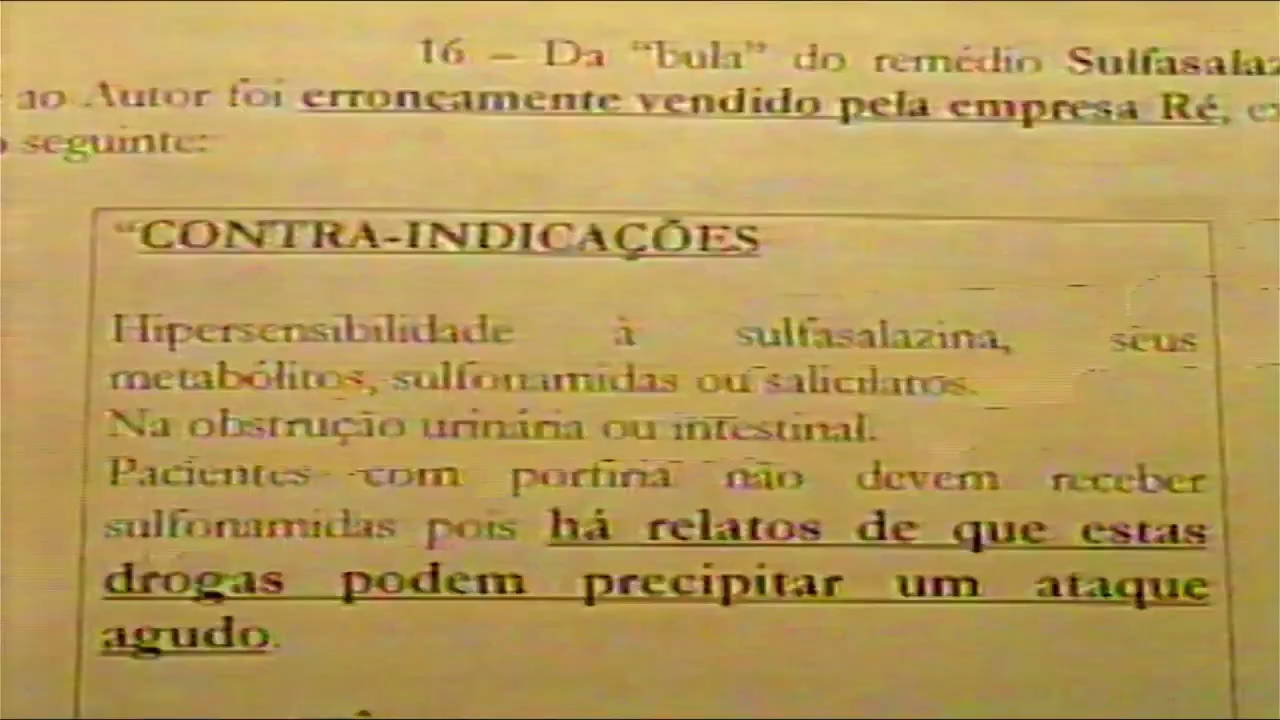 16 – Da “bula” do remédio Sulfasalaz
ao Autor foi erroneamente vendido pela empresa Ré, e
o seguinte:
“CONTRA-INDICAÇÕES
Hipersensibilidade à sulfasalazina, seus
metabólitos, sulfonamidas ou salicilatos.
Na obstrução urinária ou intestinal.
Pacientes com porfiria não devem receber
sulfonamidas pois há relatos de que estas
drogas podem precipitar um ataque
agudo.